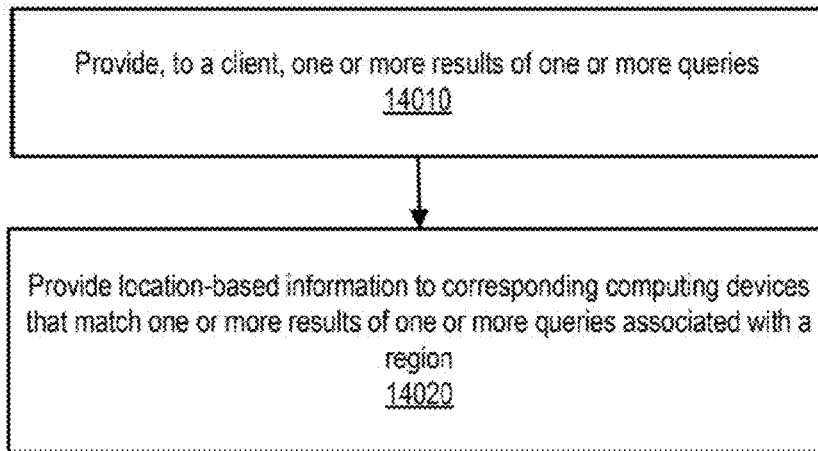 Provide, to a client, one or more results of one or more queries
14010
Provide location-based information to corresponding computing devices
that match one or more results of one or more queries associated with a
region
14020